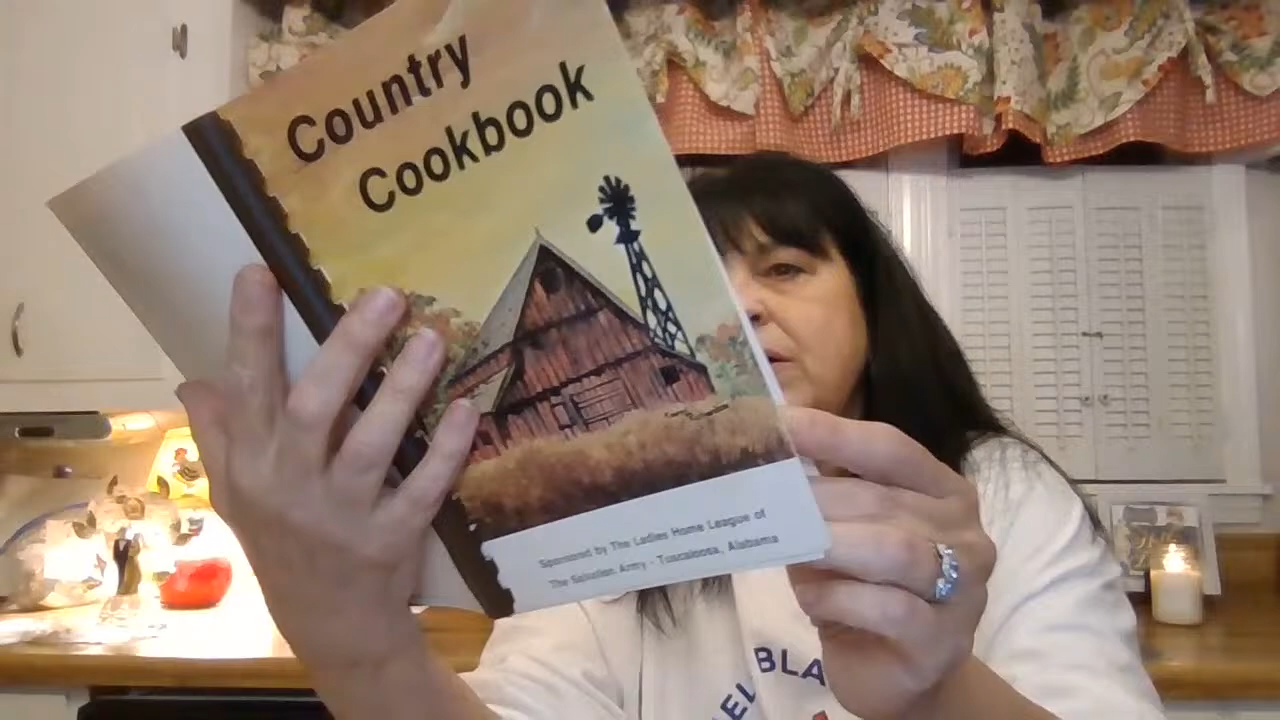 Country
Cookbook
Sponsored by The Ladies Home League of
The Salvation Army - Tuscaloosa, Alabama